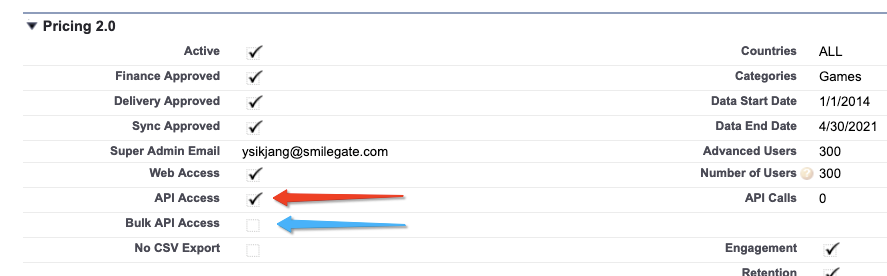 Pricing 2.0
Active Countries ALL
Finance Approved Categories Games
Delivery Approved Data Start Date 1/1/2014
Sync Approved Data End Date 4/30/2021
Super Admin Email ysikjang@smilegate.com Advanced Users 300
Web Access Number of Users ? 300
API Access API Calls 0
Bulk API Access
No CSV Export Engagement
Retention